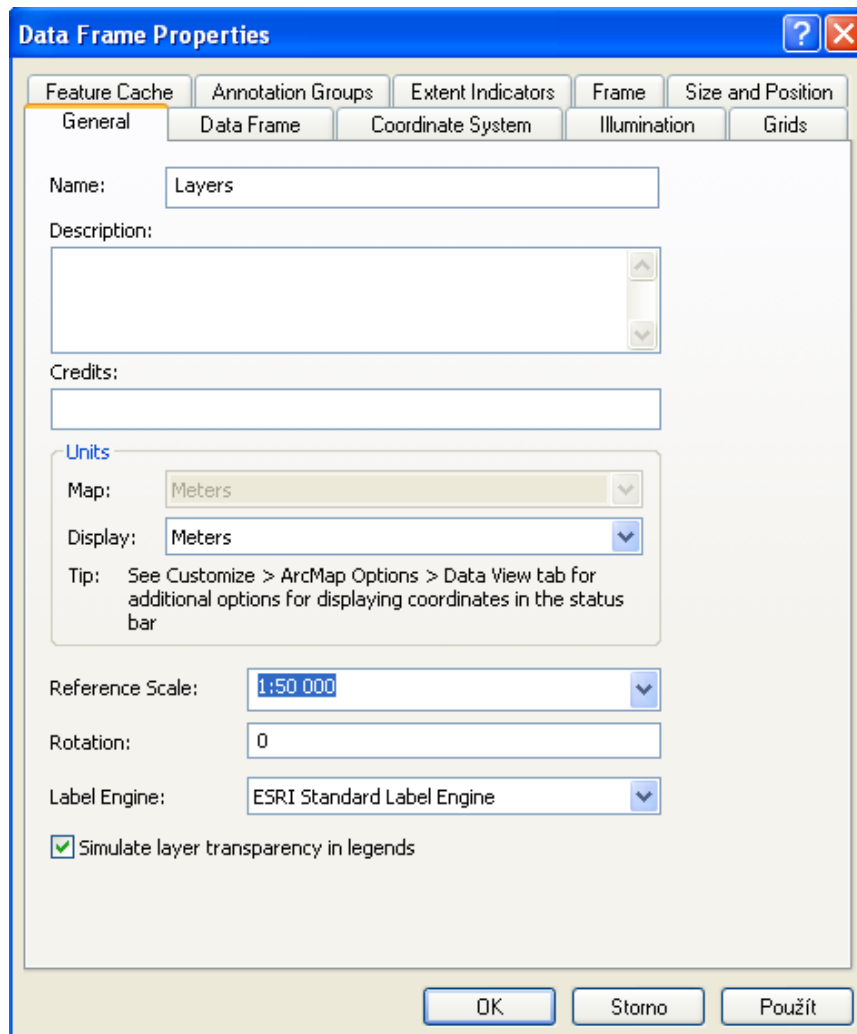 Data Frame Properties
Feature Cache Annotation Groups Extent Indicators Frame Size and Position
General Data Frame Coordinate System Illumination Grids
Name: Layers
Description:
Credits:
Units
Map: Meters
Display: Meters
Tip: See Customize > ArcMap Options > Data View tab for
additional options for displaying coordinates in the status
bar
Reference Scale: 1:50 000
Rotation: 0
Label Engine: ESRI Standard Label Engine
Simulate layer transparency in legends
OK Storno Použít